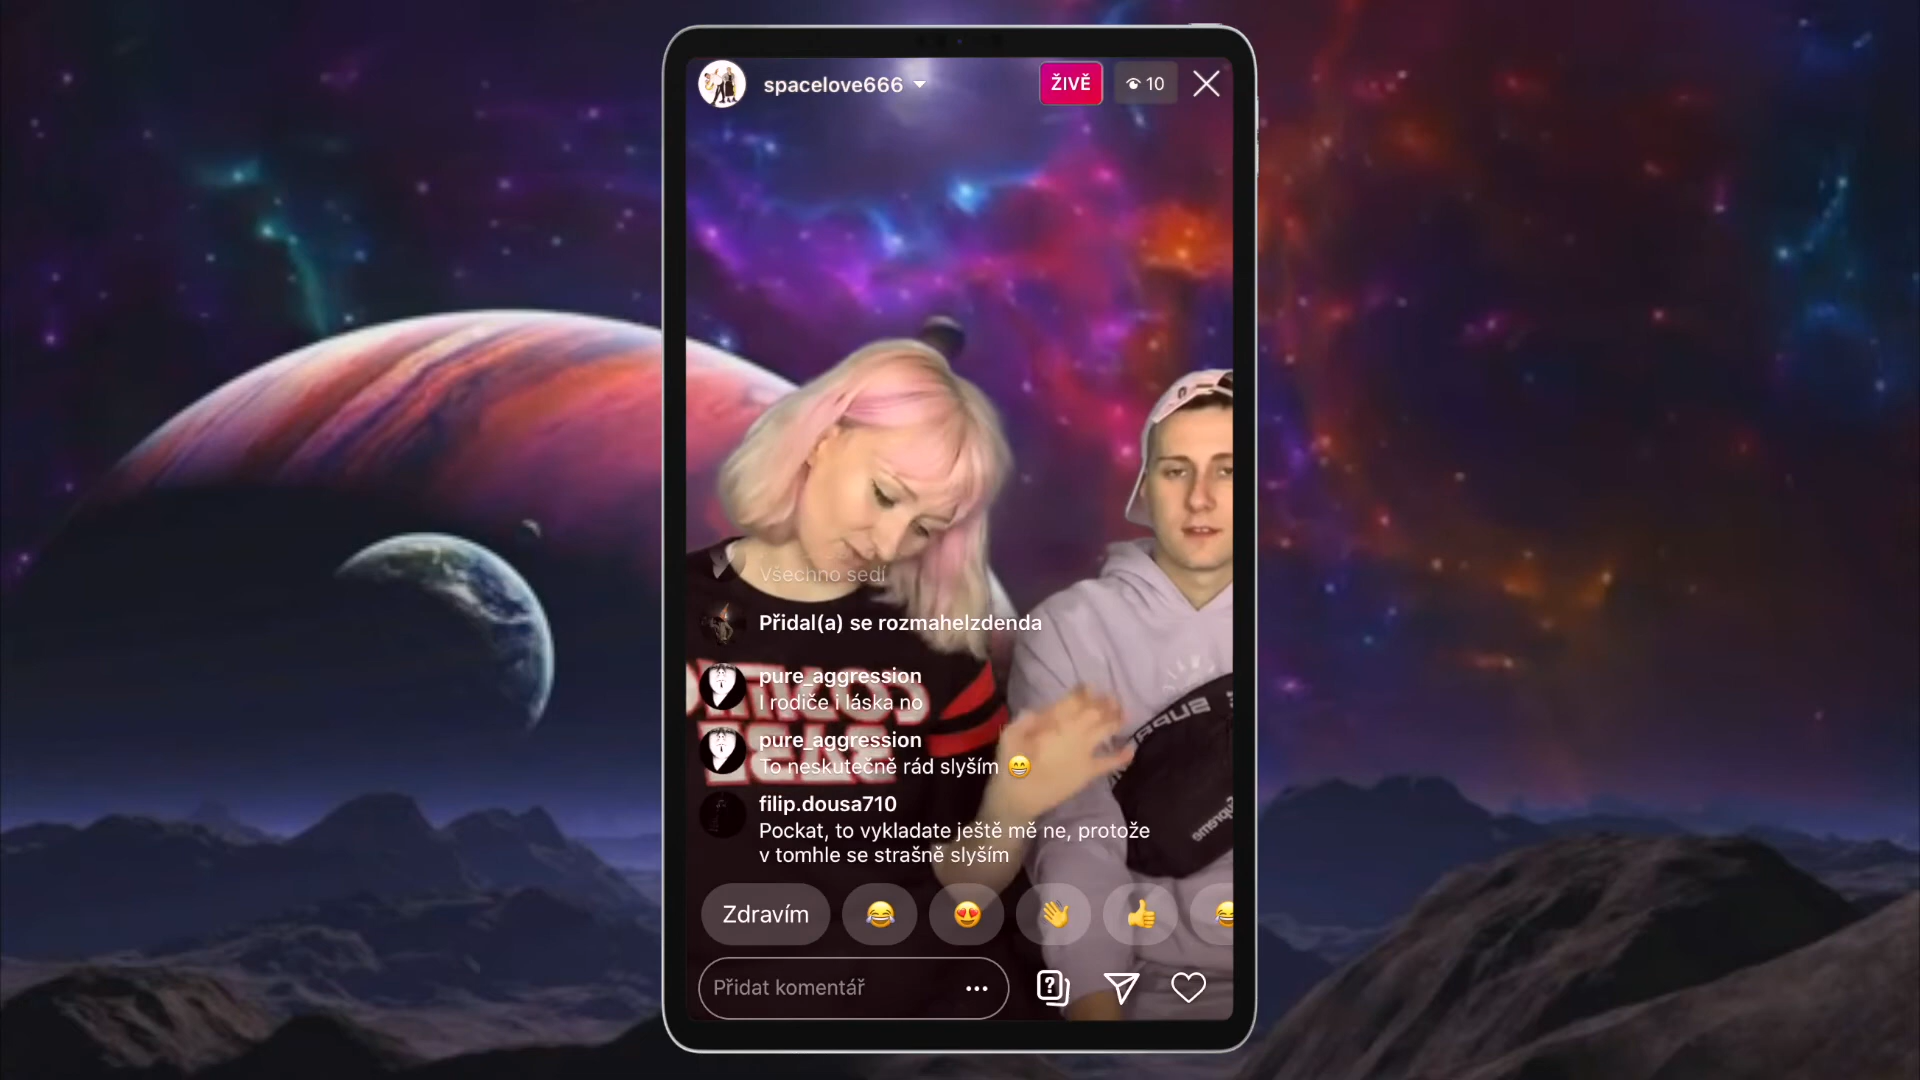 spacelove666
ŽIVĚ
10
Všechno sedí
Přidal(a) se rozmahelzdenda
pure_aggression
I rodiče i láska no
pure_aggression
To neskutečně rád slyším 😁
filip.dousa710
Pockat, to vykladate ještě mě ne, protože
v tomhle se strašně slyším
Zdravím
Přidat komentář